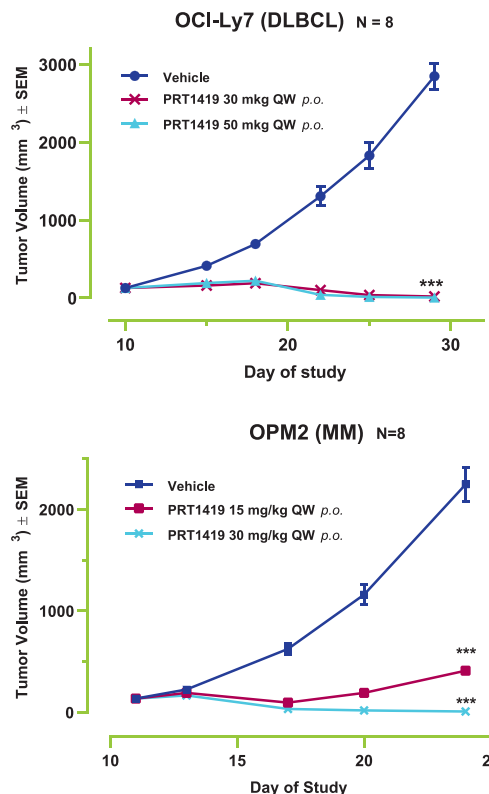 OCI-Ly7 (DLBCL) N = 8
Tumor Volume (mm 3) ± SEM
3000
2000
1000
0
Vehicle
PRT1419 30 mkg QW p.o.
PRT1419 50 mkg QW p.o.
***
10
20
30
Day of study
OPM2 (MM) N=8
Tumor Volume (mm 3) ± SEM
2000
1000
0
Vehicle
PRT1419 15 mg/kg QW p.o.
PRT1419 30 mg/kg QW p.o.
***
***
10
15
20
Day of Study